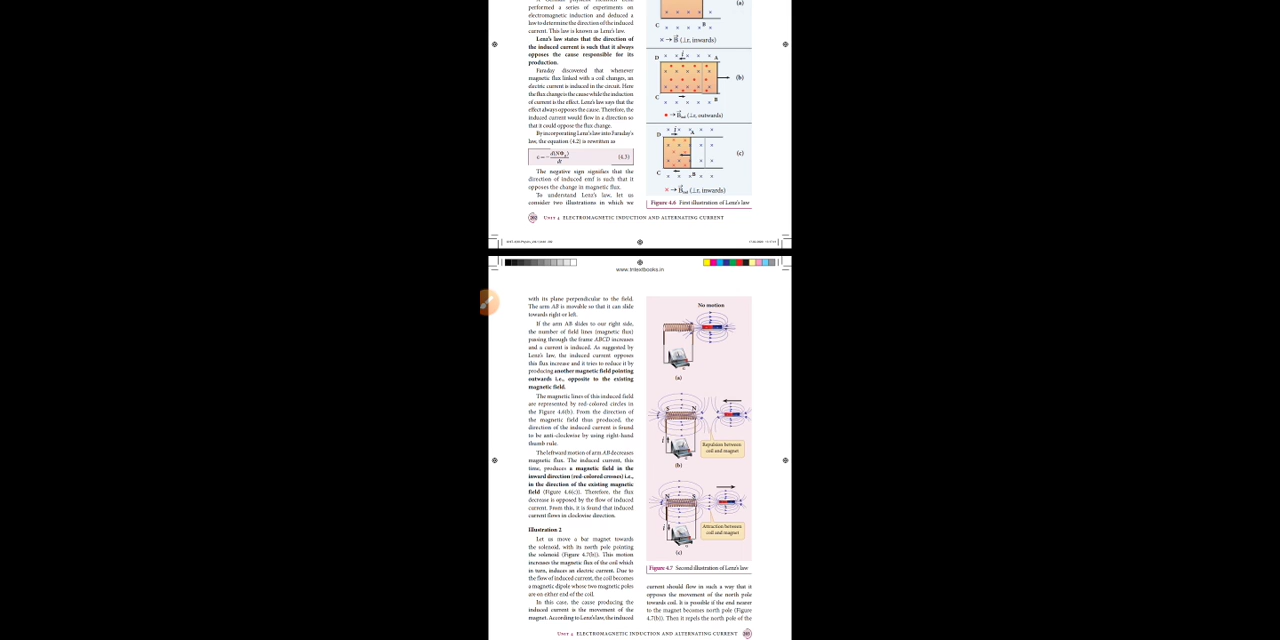 performed a series of experiments on
electromagnetic induction and deduced a
law to determine the direction of the induced
current. This law is known as Lenz's law.
Lenz's law states that the direction of
the induced current is such that it always
opposes the cause responsible for its
production.
Faraday discovered that whenever
magnetic flux linked with a coil changes, an
electric current is induced in the circuit. Here
the flux change is the cause while the induction
of current is the effect. Lenz's law says that the
effect always opposes the cause. Therefore, the
induced current would flow in a direction so
that it could oppose the flux change.
By incorporating Lenz's law into Faraday's
law, the equation (4.2) is rewritten as
(4.3)
The negative sign signifies that the
direction of induced emf is such that it
opposes the change in magnetic flux.
To understand Lenz's law, let us
consider two illustrations in which we
(a)
C B
× → B (⊥r, inwards)
D i A
(b)
C B
(⊥r, outwards)
D i A
(c)
C B
(⊥r, inwards)
Figure 4.6 First illustration of Lenz's law
202 UNIT 4 ELECTROMAGNETIC INDUCTION AND ALTERNATING CURRENT
www.tntextbooks.in
with its plane perpendicular to the field.
The arm AB is movable so that it can slide
towards right or left.
If the arm AB slides to our right side,
the number of field lines (magnetic flux)
passing through the frame ABCD increases
and a current is induced. As suggested by
Lenz's law, the induced current opposes
this flux increase and it tries to reduce it by
producing another magnetic field pointing
outwards i.e., opposite to the existing
magnetic field.
The magnetic lines of this induced field
are represented by red-colored circles in
the Figure 4.6(b). From the direction of
the magnetic field thus produced, the
direction of the induced current is found
to be anti-clockwise by using right-hand
thumb rule.
The leftward motion of arm AB decreases
magnetic flux. The induced current, this
time, produces a magnetic field in the
inward direction (red-colored crosses) i.e.,
in the direction of the existing magnetic
field (Figure 4.6(c)). Therefore, the flux
decrease is opposed by the flow of induced
current. From this, it is found that induced
current flows in clockwise direction.
Illustration 2
Let us move a bar magnet towards
the solenoid, with its north pole pointing
the solenoid (Figure 4.7(b)). This motion
increases the magnetic flux of the coil which
in turn, induces an electric current. Due to
the flow of induced current, the coil becomes
a magnetic dipole whose two magnetic poles
are on either end of the coil.
In this case, the cause producing the
induced current is the movement of the
magnet. According to Lenz's law, the induced
No motion
(a)
S N
i
Repulsion between
coil and magnet
(b)
N S
i
Attraction between
coil and magnet
(c)
Figure 4.7 Second illustration of Lenz's law
current should flow in such a way that it
opposes the movement of the north pole
towards coil. It is possible if the end nearer
to the magnet becomes north pole (Figure
4.7(b)). Then it repels the north pole of the
UNIT 4 ELECTROMAGNETIC INDUCTION AND ALTERNATING CURRENT 203